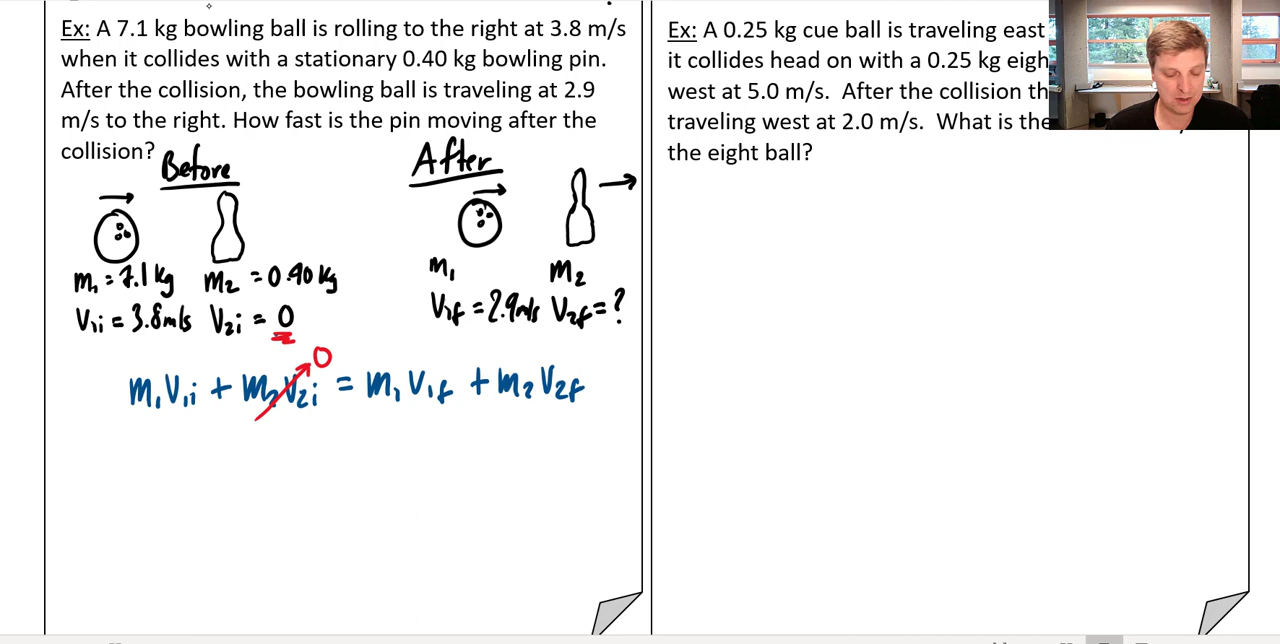 Ex: A 7.1 kg bowling ball is rolling to the right at 3.8 m/s
when it collides with a stationary 0.40 kg bowling pin.
After the collision, the bowling ball is traveling at 2.9
m/s to the right. How fast is the pin moving after the
collision?
Before
After
m₁ = 7.1 kg m₂ = 0.40 kg
V₁ᵢ = 3.8 m/s V₂ᵢ = 0
m₁ m₂
V₁f = 2.9 m/s V₂f = ?
0
m₁V₁ᵢ + m₂V₂ᵢ = m₁V₁f + m₂V₂f
Ex: A 0.25 kg cue ball is traveling east
it collides head on with a 0.25 kg eigh
west at 5.0 m/s. After the collision th
traveling west at 2.0 m/s. What is the
the eight ball?